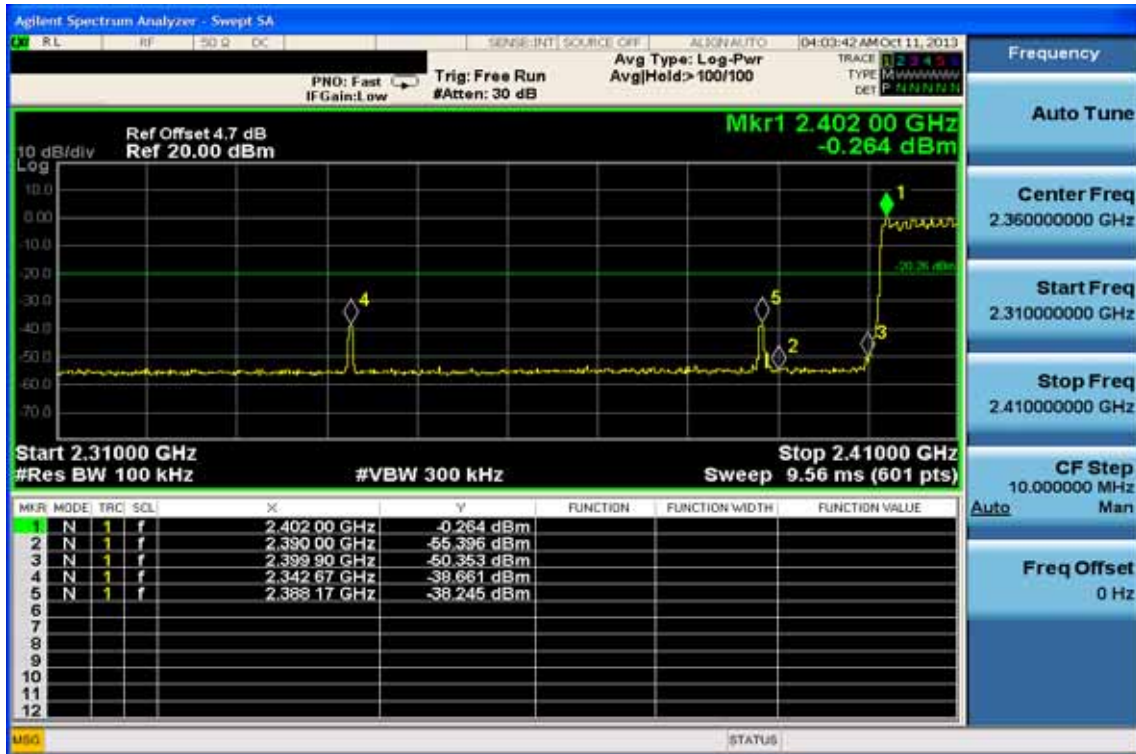 Agilent Spectrum Analyzer - Swept SA
RL RF 50 Ω DC SENSE:INT SOURCE OFF ALIGN AUTO 04:03:42 AM Oct 11, 2013
PNO: Fast Trig: Free Run Avg Type: Log-Pwr TRACE 1 2 3 4 5 6
IFGain:Low #Atten: 30 dB Avg|Hold:> 100/100 TYPE MWWWWW
DET P N N N N N
Frequency
Mkr1 2.402 00 GHz
-0.264 dBm
Ref Offset 4.7 dB
10 dB/div Ref 20.00 dBm
Log
10.0
0.00
-10.0
-20.0
-30.0
-40.0
-50.0
-60.0
-70.0
1
-20.26 dBm
4
5
2
3
Start 2.31000 GHz Stop 2.41000 GHz
#Res BW 100 kHz #VBW 300 kHz Sweep 9.56 ms (601 pts)
MKR MODE TRC SCL X Y FUNCTION FUNCTION WIDTH FUNCTION VALUE
1 N 1 f 2.402 00 GHz -0.264 dBm
2 N 1 f 2.390 00 GHz -55.396 dBm
3 N 1 f 2.399 90 GHz -50.353 dBm
4 N 1 f 2.342 67 GHz -38.661 dBm
5 N 1 f 2.388 17 GHz -38.245 dBm
6
7
8
9
10
11
12
MSG STATUS
Auto Tune
Center Freq
2.360000000 GHz
Start Freq
2.310000000 GHz
Stop Freq
2.410000000 GHz
CF Step
10.000000 MHz
Auto Man
Freq Offset
0 Hz